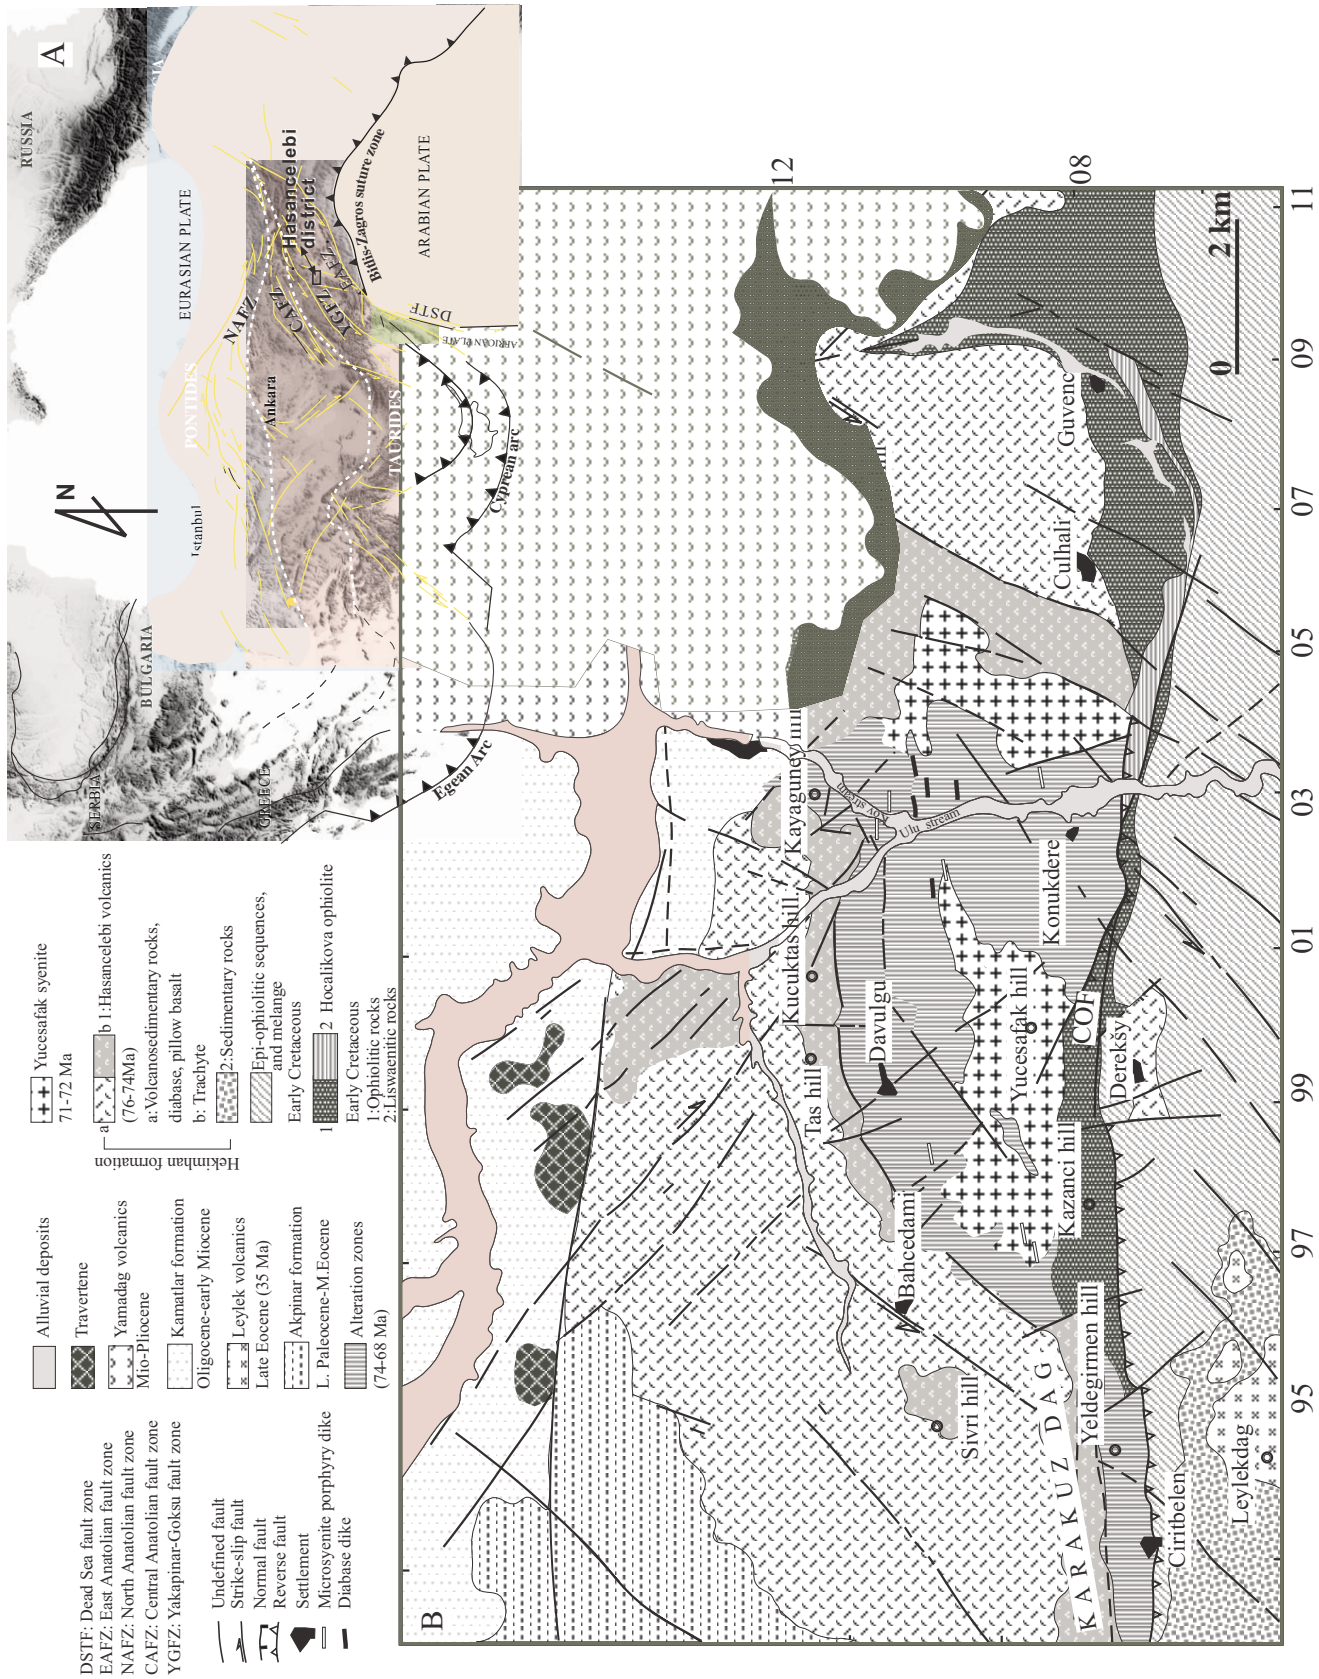 A
RUSSIA
EURASIAN PLATE
PONTIDES
NAFZ
Hasancelebi
district
CAFZ
YGFZ
EAFZ
Bitlis-Zagros suture zone
ARABIAN PLATE
DSTF
AFRICAN PLATE
Ankara
TAURIDES
Cyprean arc
Istanbul
N
BULGARIA
SERBIA
GREECE
Egean Arc
DSTF: Dead Sea fault zone
EAFZ: East Anatolian fault zone
NAFZ: North Anatolian fault zone
CAFZ: Central Anatolian fault zone
YGFZ: Yakapinar-Goksu fault zone
Undefined fault
Strike-slip fault
Normal fault
Reverse fault
Settlement
Microsyenite porphyry dike
Diabase dike
Alluvial deposits
Travertene
Yamadag volcanics
Mio-Pliocene
Kamatlar formation
Oligocene-early Miocene
Leylek volcanics
Late Eocene (35 Ma)
Akpinar formation
L. Paleocene-M.Eocene
Alteration zones
(74-68 Ma)
Yucesafak syenite
71-72 Ma
a
b 1:Hasancelebi volcanics
(76-74Ma)
a:Volcanosedimentary rocks,
diabase, pillow basalt
b: Trachyte
2:Sedimentary rocks
Hekimhan formation
Epi-ophiolitic sequences,
and melange
Early Cretaceous
1
2 Hocalikova ophiolite
Early Cretaceous
1:Ophiolitic rocks
2:Liswaenitic rocks
B
12
08
11
09
07
05
03
01
99
97
95
0 2 km
Guvenc
Culhali
Kayaguney hill
Koy stream
Ulu stream
Kucuktas hill
Konukdere
Davulgu
Tas hill
Yucesafak hill
COF
Dereksy
Kazanci hill
Bahcedami
Sivri hill
Yeldegirmen hill
KARAKUZ DAG
Ciritbelen
Leylekdag